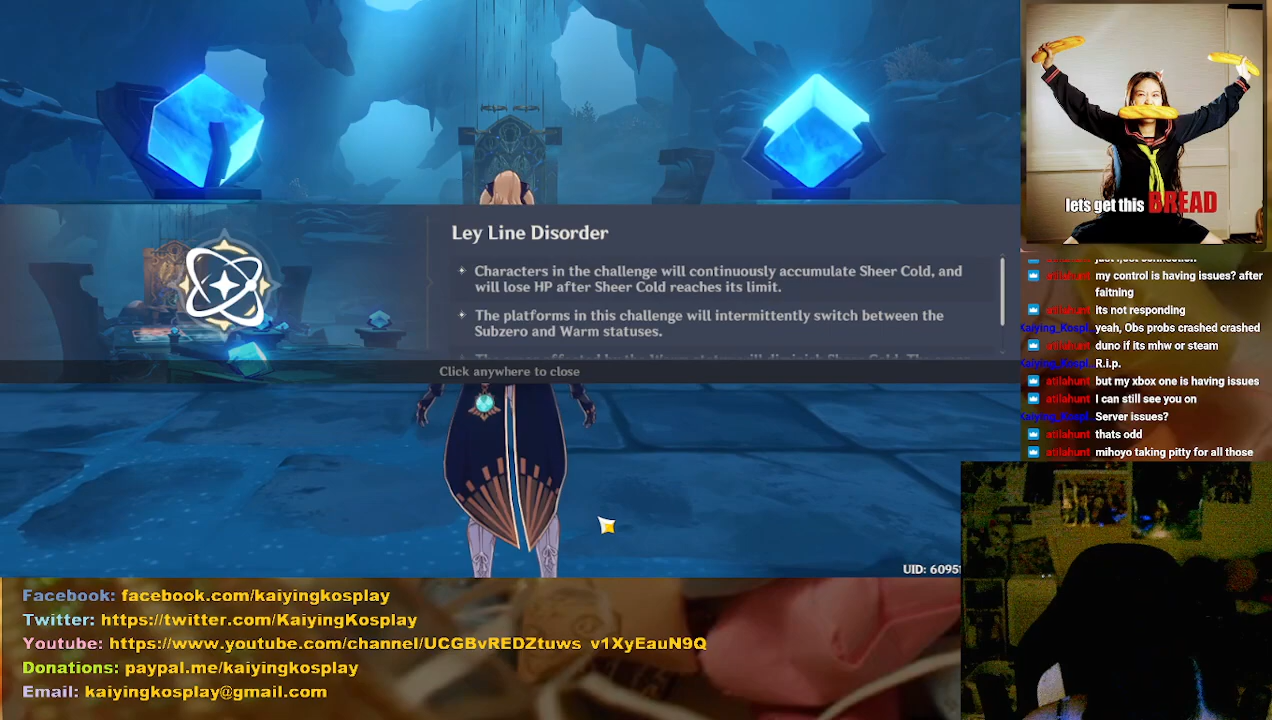 Ley Line Disorder
Characters in the challenge will continuously accumulate Sheer Cold, and
will lose HP after Sheer Cold reaches its limit.
The platforms in this challenge will intermittently switch between the
Subzero and Warm statuses.
Click anywhere to close
UID: 60951
lets get this BREAD
my control is having issues? after
faitning
atilahunt its not responding
Kaiying_Kospl. yeah, Obs probs crashed crashed
atilahunt duno if its mhw or steam
Kaiying_Kospl. R.i.p.
atilahunt but my xbox one is having issues
atilahunt I can still see you on
Kaiying_Kospl. Server issues?
atilahunt thats odd
atilahunt mihoyo taking pitty for all those
Facebook: facebook.com/kaiyingkosplay
Twitter: https://twitter.com/KaiyingKosplay
Youtube: https://www.youtube.com/channel/UCGBvREDZtuws_v1XyEauN9Q
Donations: paypal.me/kaiyingkosplay
Email: kaiyingkosplay@gmail.com